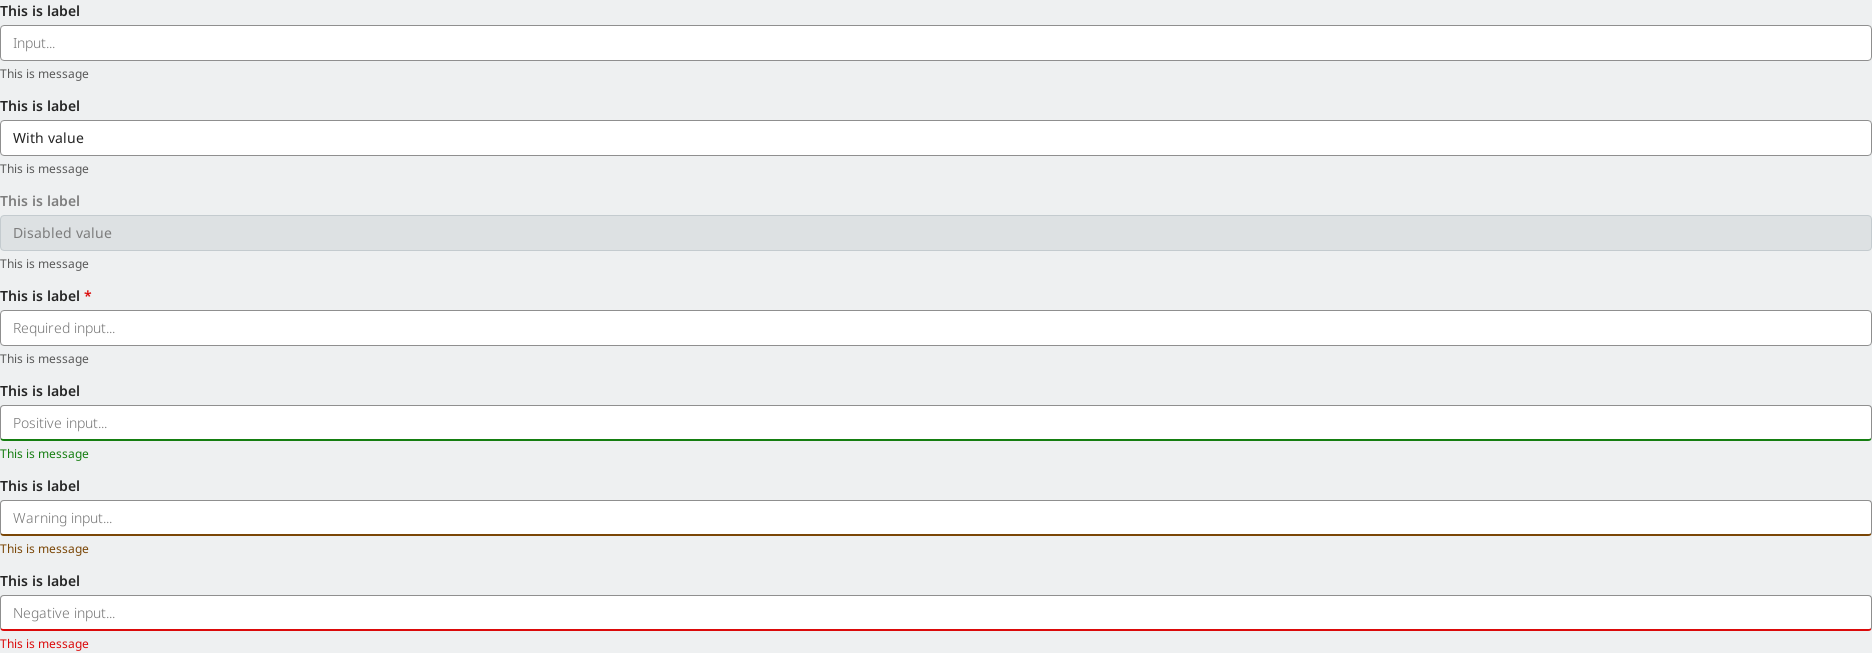 This is label
Input...
This is message
This is label
With value
This is message
This is label
Disabled value
This is message
This is label *
Required input...
This is message
This is label
Positive input...
This is message
This is label
Warning input...
This is message
This is label
Negative input...
This is message